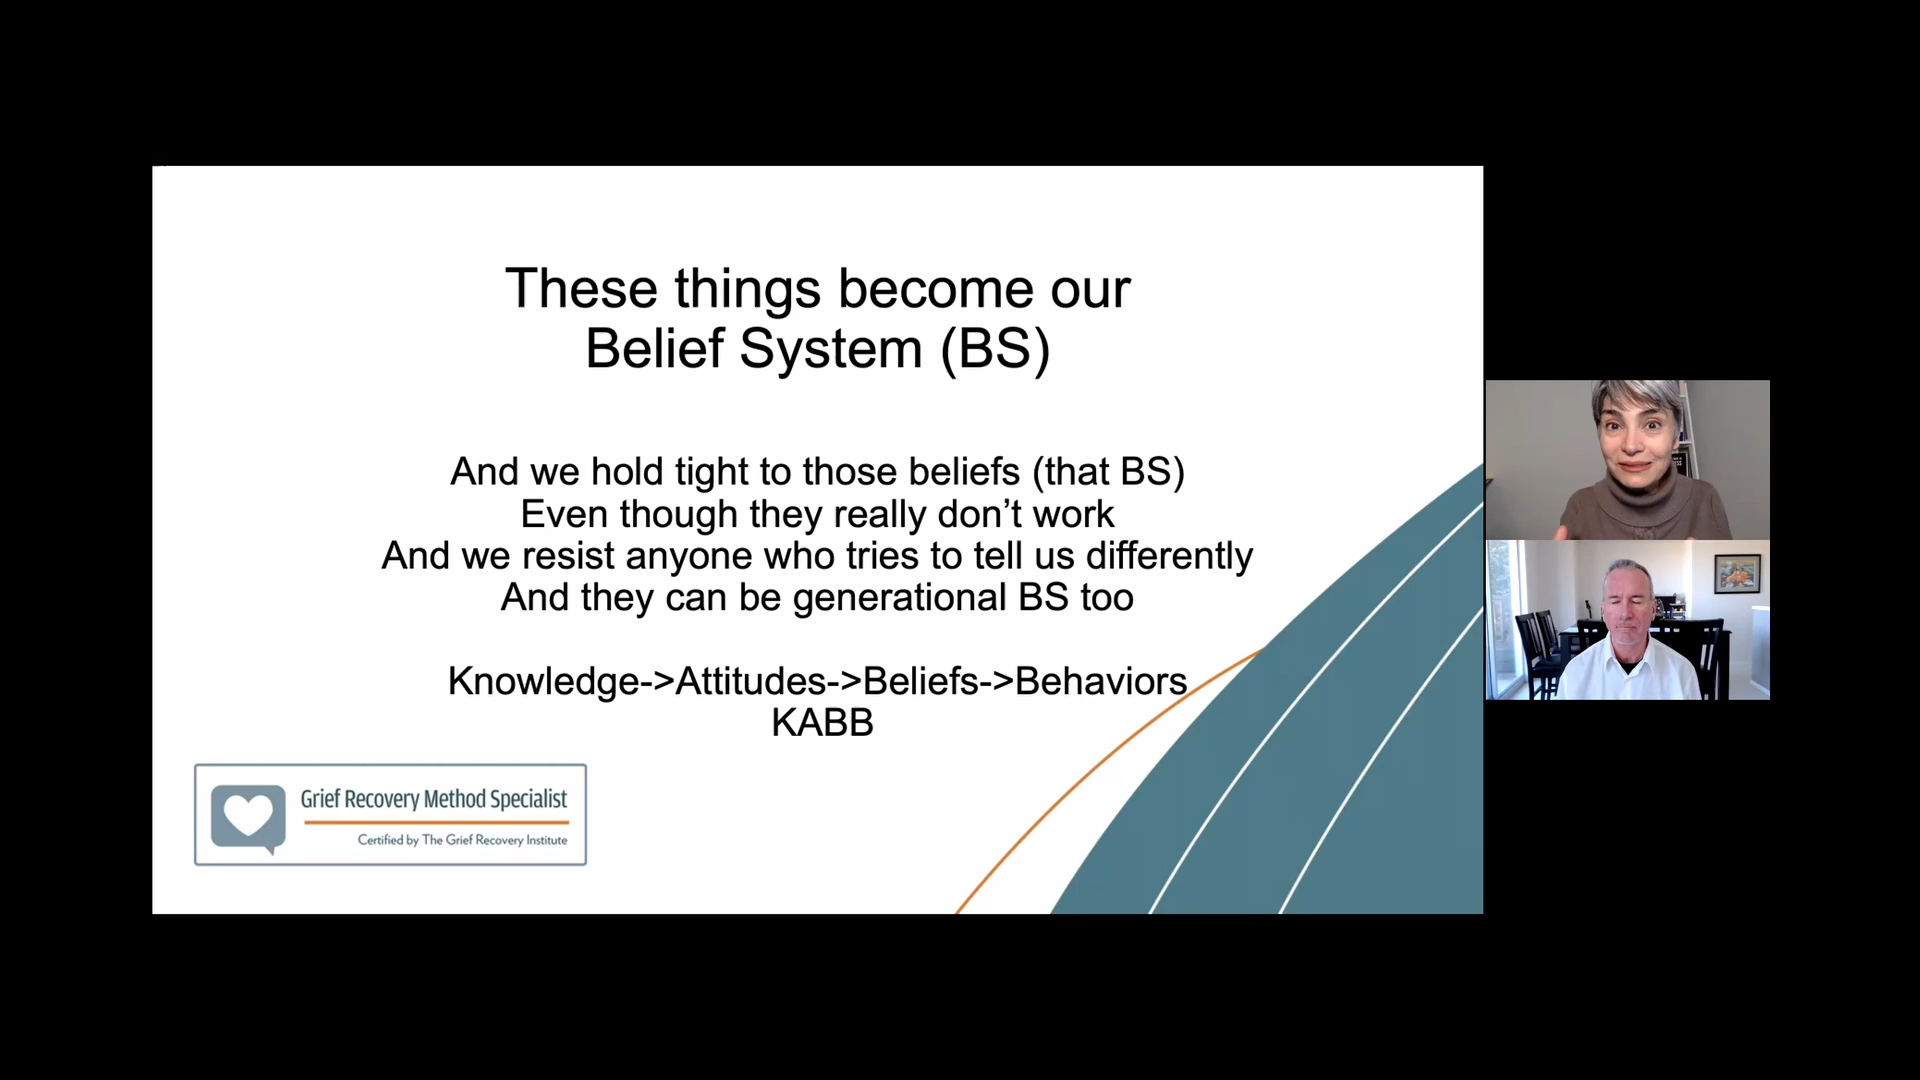 These things become our
Belief System (BS)
And we hold tight to those beliefs (that BS)
Even though they really don’t work
And we resist anyone who tries to tell us differently
And they can be generational BS too
Knowledge->Attitudes->Beliefs->Behaviors
KABB
Grief Recovery Method Specialist
Certified by The Grief Recovery Institute